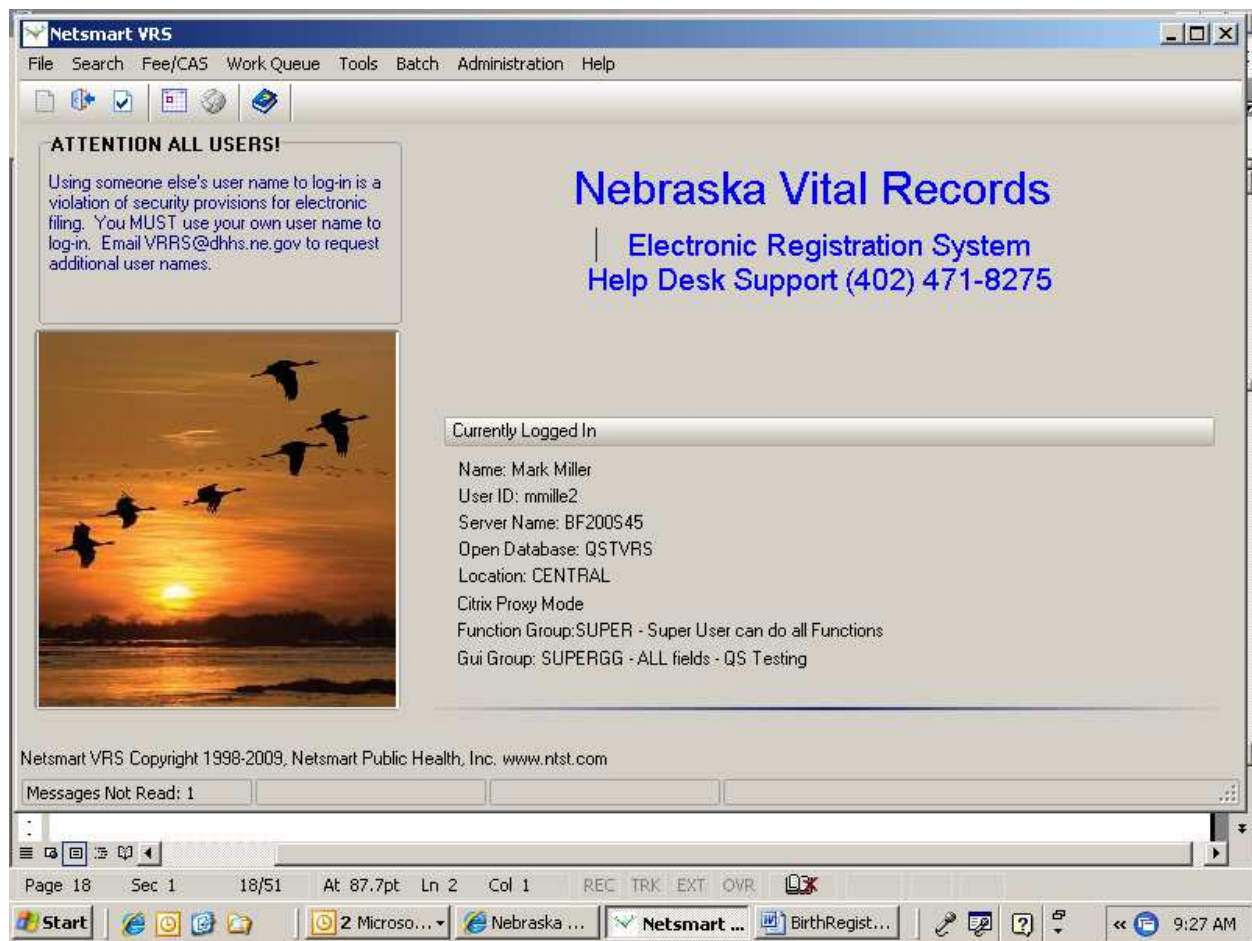 Netsmart VRS
File Search Fee/CAS Work Queue Tools Batch Administration Help
ATTENTION ALL USERS!
Using someone else's user name to log-in is a
violation of security provisions for electronic
filing. You MUST use your own user name to
log-in. Email VRRS@dhhs.ne.gov to request
additional user names.
Nebraska Vital Records
Electronic Registration System
Help Desk Support (402) 471-8275
Currently Logged In
Name: Mark Miller
User ID: mmille2
Server Name: BF200S45
Open Database: QSTVRS
Location: CENTRAL
Citrix Proxy Mode
Function Group:SUPER - Super User can do all Functions
Gui Group: SUPERGG - ALL fields - QS Testing
Netsmart VRS Copyright 1998-2009, Netsmart Public Health, Inc. www.ntst.com
Messages Not Read: 1
Page 18 Sec 1 18/51 At 87.7pt Ln 2 Col 1 REC TRK EXT OVR
Start 2 Microso... Nebraska ... Netsmart ... BirthRegist... 9:27 AM